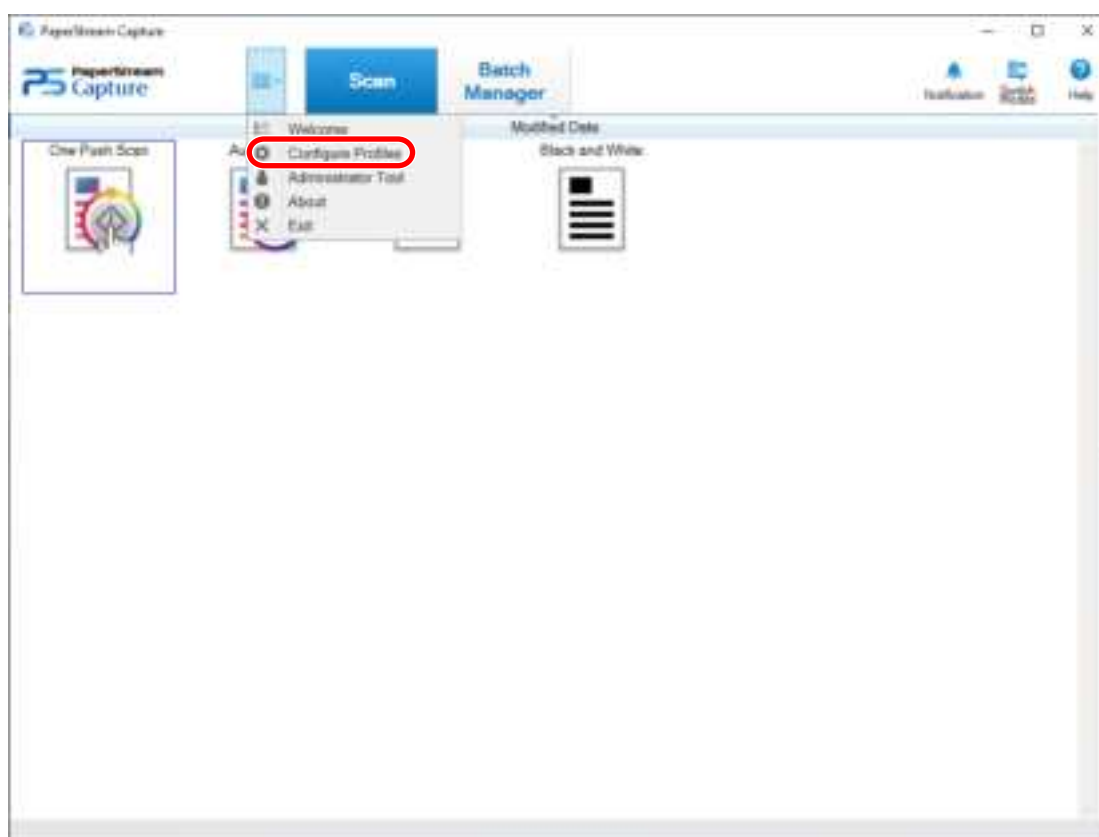 PaperStream Capture
PaperStream
Capture
Scan
Batch
Manager
Notification
Help
Welcome
Modified Date
One Push Scan
Au
Configure Profiles
Black and White
Administrator Tool
About
Exit